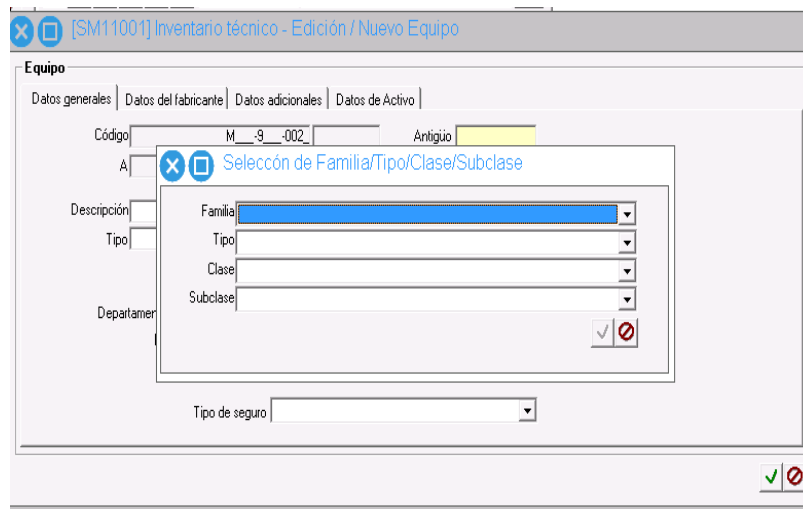 [SM11001] Inventario técnico - Edición / Nuevo Equipo
Equipo
Datos generales Datos del fabricante Datos adicionales Datos de Activo
Código M___-9___-002_ Antigüo
A
Seleccón de Familia/Tipo/Clase/Subclase
Descripción
Familia
Tipo
Tipo
Clase
Subclase
Departamen
Tipo de seguro